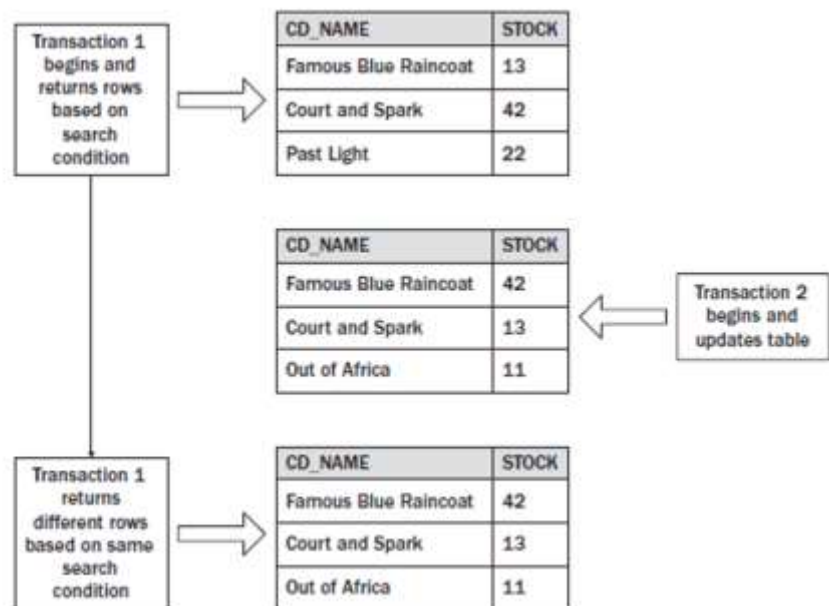 Transaction 1
begins and
returns rows
based on
search
condition
CD_NAME STOCK
Famous Blue Raincoat 13
Court and Spark 42
Past Light 22
CD_NAME STOCK
Famous Blue Raincoat 42
Court and Spark 13
Out of Africa 11
Transaction 2
begins and
updates table
Transaction 1
returns
different rows
based on same
search
condition
CD_NAME STOCK
Famous Blue Raincoat 42
Court and Spark 13
Out of Africa 11